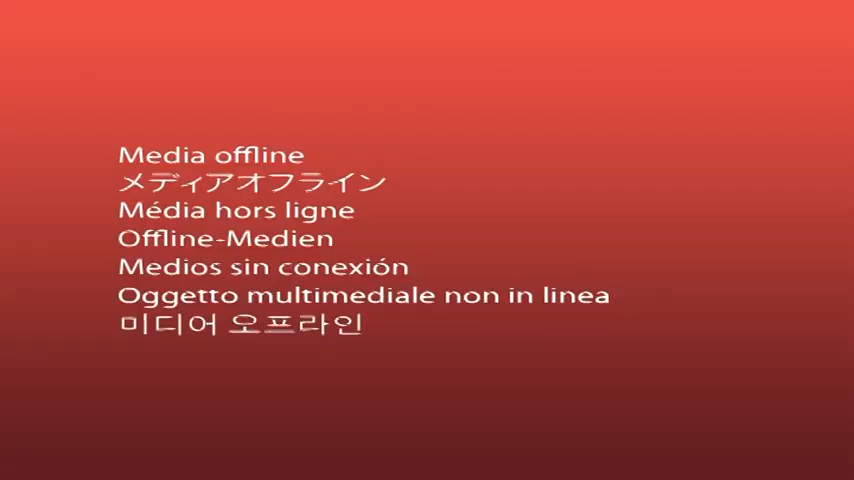 Media offline
メディアオフライン
Média hors ligne
Offline-Medien
Medios sin conexión
Oggetto multimediale non in linea
미디어 오프라인